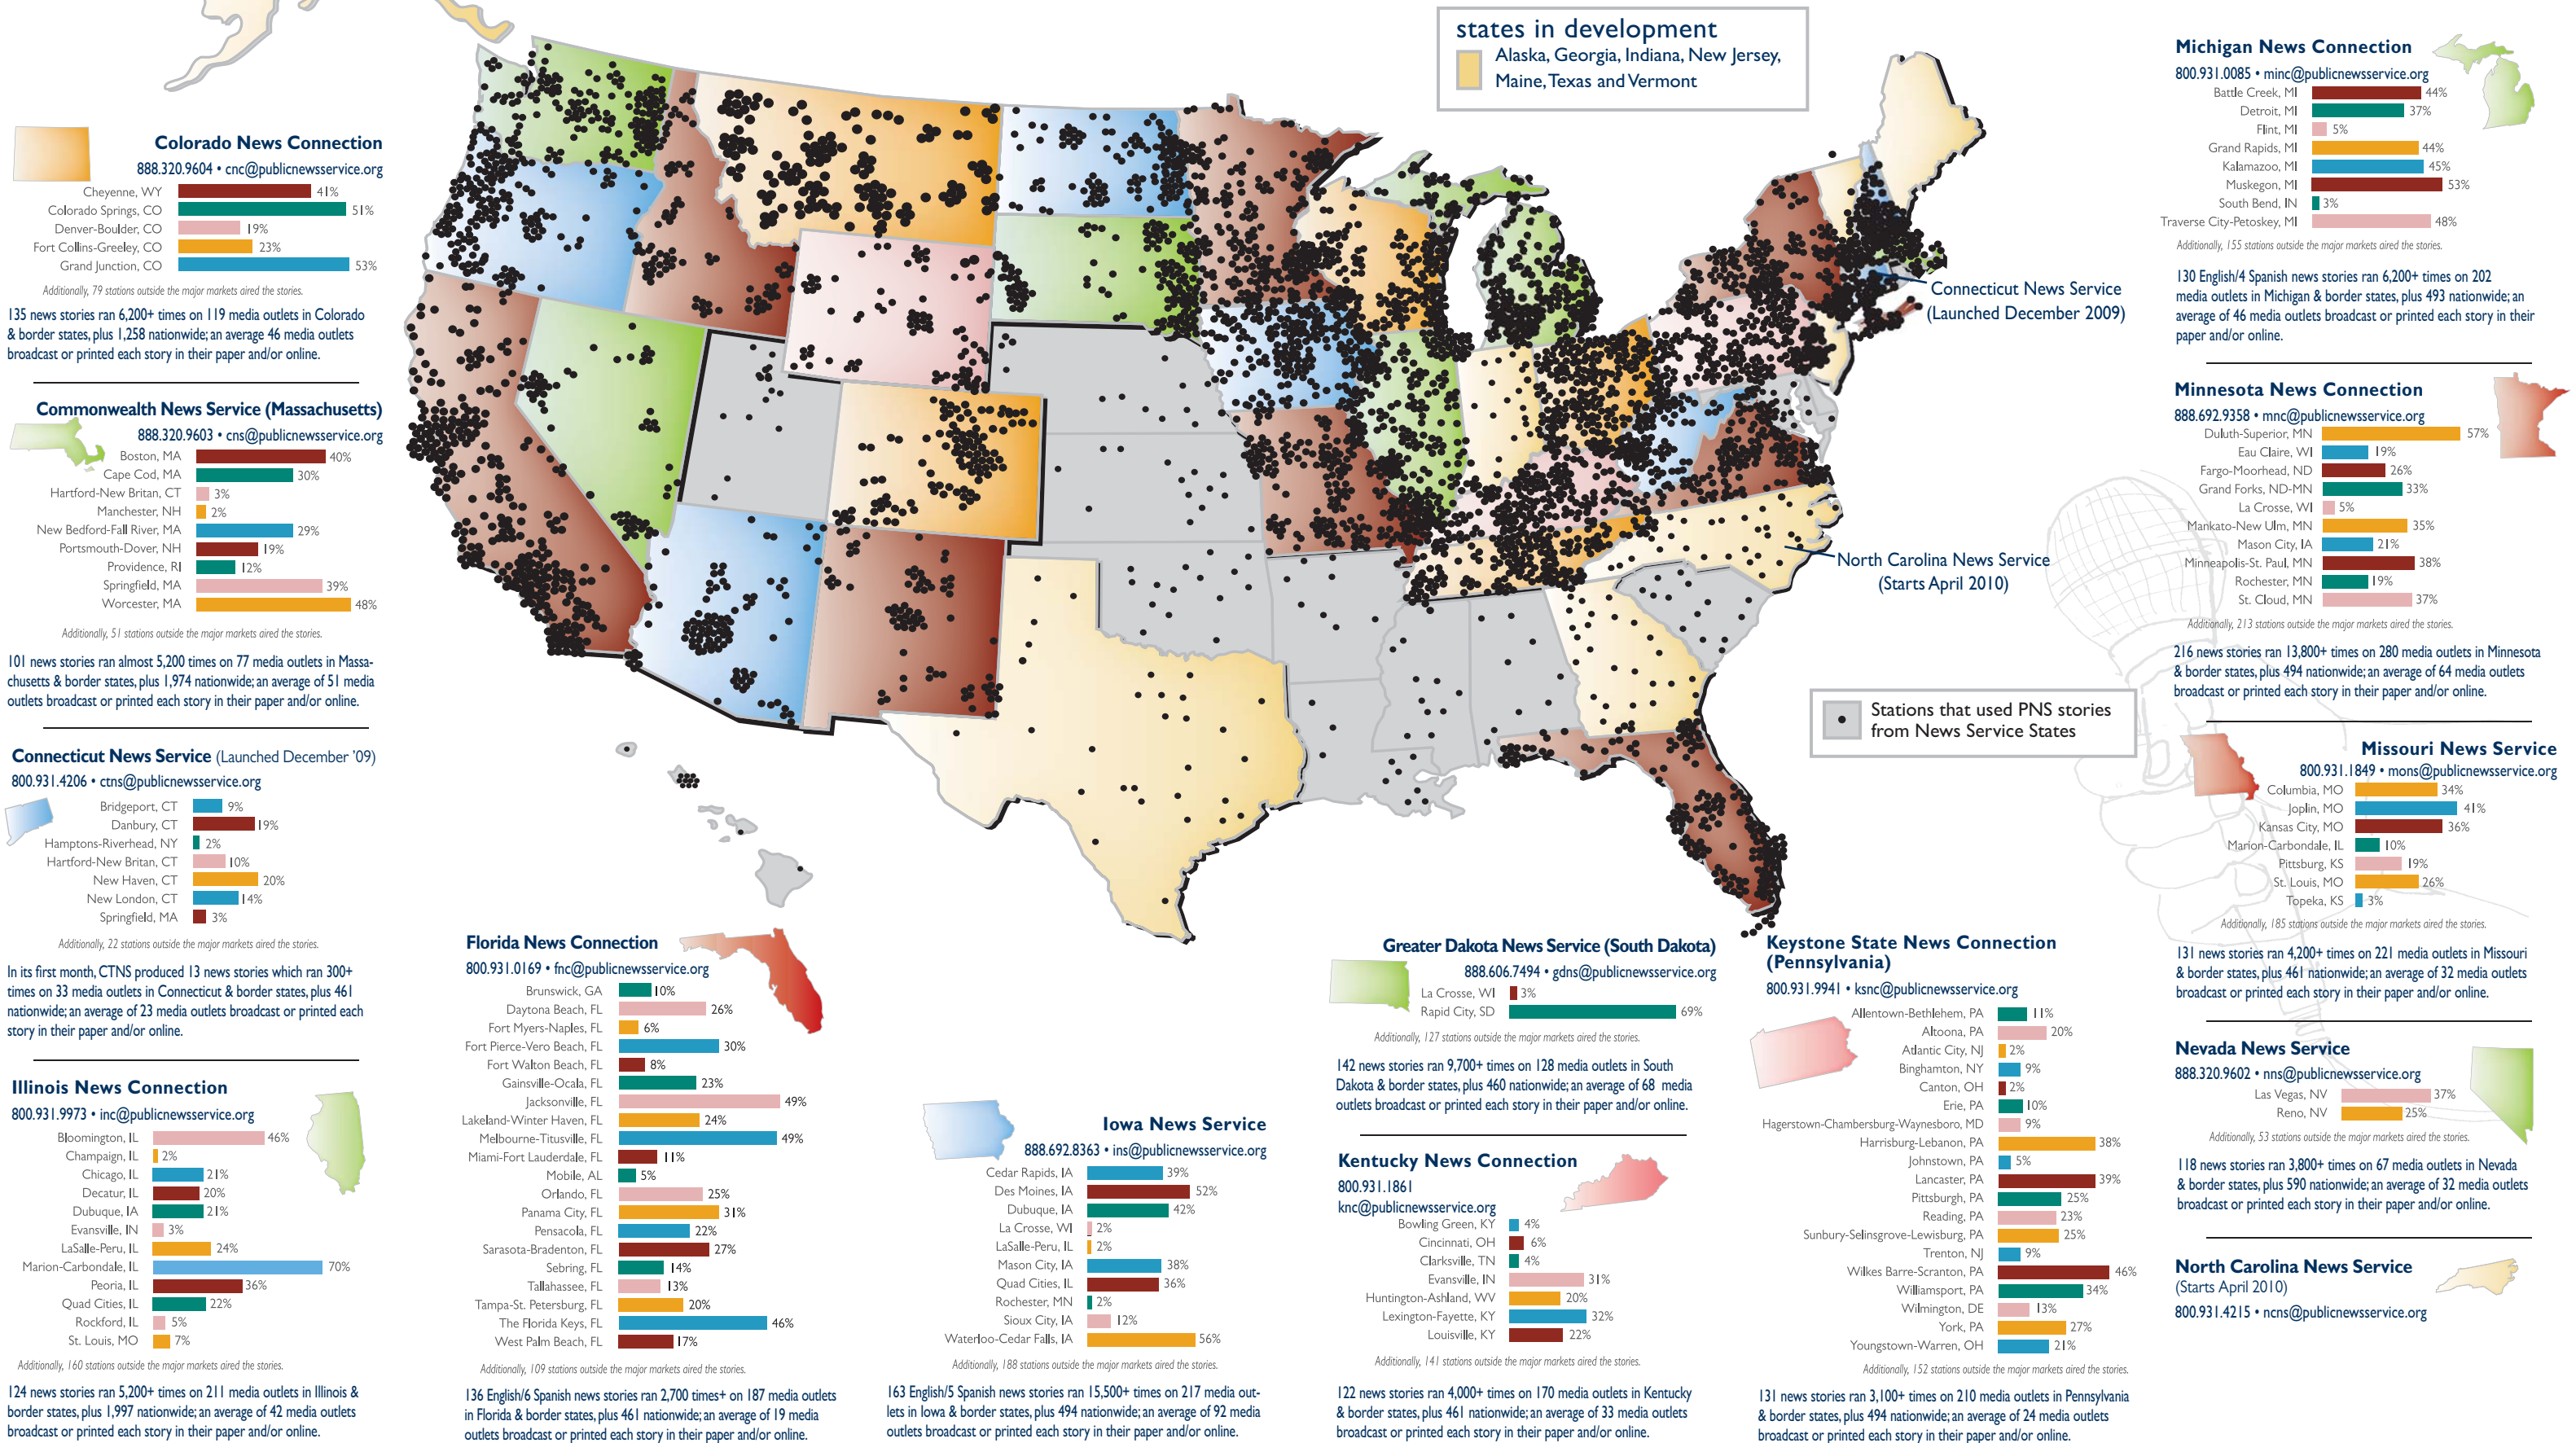 states in development
Alaska, Georgia, Indiana, New Jersey,
Maine, Texas and Vermont
Connecticut News Service
(Launched December 2009)
North Carolina News Service
(Starts April 2010)
Stations that used PNS stories
from News Service States
Colorado News Connection
888.320.9604 • cnc@publicnewsservice.org
Cheyenne, WY 41%
Colorado Springs, CO 51%
Denver-Boulder, CO 19%
Fort Collins-Greeley, CO 23%
Grand Junction, CO 53%
Additionally, 79 stations outside the major markets aired the stories.
135 news stories ran 6,200+ times on 119 media outlets in Colorado
& border states, plus 1,258 nationwide; an average 46 media outlets
broadcast or printed each story in their paper and/or online.
Commonwealth News Service (Massachusetts)
888.320.9603 • cns@publicnewsservice.org
Boston, MA 40%
Cape Cod, MA 30%
Hartford-New Britan, CT 3%
Manchester, NH 2%
New Bedford-Fall River, MA 29%
Portsmouth-Dover, NH 19%
Providence, RI 12%
Springfield, MA 39%
Worcester, MA 48%
Additionally, 51 stations outside the major markets aired the stories.
101 news stories ran almost 5,200 times on 77 media outlets in Massa-
chusetts & border states, plus 1,974 nationwide; an average of 51 media
outlets broadcast or printed each story in their paper and/or online.
Connecticut News Service (Launched December '09)
800.931.4206 • ctns@publicnewsservice.org
Bridgeport, CT 9%
Danbury, CT 19%
Hamptons-Riverhead, NY 2%
Hartford-New Britan, CT 10%
New Haven, CT 20%
New London, CT 14%
Springfield, MA 3%
Additionally, 22 stations outside the major markets aired the stories.
In its first month, CTNS produced 13 news stories which ran 300+
times on 33 media outlets in Connecticut & border states, plus 461
nationwide; an average of 23 media outlets broadcast or printed each
story in their paper and/or online.
Illinois News Connection
800.931.9973 • inc@publicnewsservice.org
Bloomington, IL 46%
Champaign, IL 2%
Chicago, IL 21%
Decatur, IL 20%
Dubuque, IA 21%
Evansville, IN 3%
LaSalle-Peru, IL 24%
Marion-Carbondale, IL 70%
Peoria, IL 36%
Quad Cities, IL 22%
Rockford, IL 5%
St. Louis, MO 7%
Additionally, 160 stations outside the major markets aired the stories.
124 news stories ran 5,200+ times on 211 media outlets in Illinois &
border states, plus 1,997 nationwide; an average of 42 media outlets
broadcast or printed each story in their paper and/or online.
Florida News Connection
800.931.0169 • fnc@publicnewsservice.org
Brunswick, GA 10%
Daytona Beach, FL 26%
Fort Myers-Naples, FL 6%
Fort Pierce-Vero Beach, FL 30%
Fort Walton Beach, FL 8%
Gainsville-Ocala, FL 23%
Jacksonville, FL 49%
Lakeland-Winter Haven, FL 24%
Melbourne-Titusville, FL 49%
Miami-Fort Lauderdale, FL 11%
Mobile, AL 5%
Orlando, FL 25%
Panama City, FL 31%
Pensacola, FL 22%
Sarasota-Bradenton, FL 27%
Sebring, FL 14%
Tallahassee, FL 13%
Tampa-St. Petersburg, FL 20%
The Florida Keys, FL 46%
West Palm Beach, FL 17%
Additionally, 109 stations outside the major markets aired the stories.
136 English/6 Spanish news stories ran 2,700 times+ on 187 media outlets
in Florida & border states, plus 461 nationwide; an average of 19 media
outlets broadcast or printed each story in their paper and/or online.
Iowa News Service
888.692.8363 • ins@publicnewsservice.org
Cedar Rapids, IA 39%
Des Moines, IA 52%
Dubuque, IA 42%
La Crosse, WI 2%
LaSalle-Peru, IL 2%
Mason City, IA 38%
Quad Cities, IL 36%
Rochester, MN 2%
Sioux City, IA 12%
Waterloo-Cedar Falls, IA 56%
Additionally, 188 stations outside the major markets aired the stories.
163 English/5 Spanish news stories ran 15,500+ times on 217 media out-
lets in Iowa & border states, plus 494 nationwide; an average of 92 media
outlets broadcast or printed each story in their paper and/or online.
Greater Dakota News Service (South Dakota)
888.606.7494 • gdns@publicnewsservice.org
La Crosse, WI 3%
Rapid City, SD 69%
Additionally, 127 stations outside the major markets aired the stories.
142 news stories ran 9,700+ times on 128 media outlets in South
Dakota & border states, plus 460 nationwide; an average of 68 media
outlets broadcast or printed each story in their paper and/or online.
Kentucky News Connection
800.931.1861
knc@publicnewsservice.org
Bowling Green, KY 4%
Cincinnati, OH 6%
Clarksville, TN 4%
Evansville, IN 31%
Huntington-Ashland, WV 20%
Lexington-Fayette, KY 32%
Louisville, KY 22%
Additionally, 141 stations outside the major markets aired the stories.
122 news stories ran 4,000+ times on 170 media outlets in Kentucky
& border states, plus 461 nationwide; an average of 33 media outlets
broadcast or printed each story in their paper and/or online.
Keystone State News Connection
(Pennsylvania)
800.931.9941 • ksnc@publicnewsservice.org
Allentown-Bethlehem, PA 11%
Altoona, PA 20%
Atlantic City, NJ 2%
Binghamton, NY 9%
Canton, OH 2%
Erie, PA 10%
Hagerstown-Chambersburg-Waynesboro, MD 9%
Harrisburg-Lebanon, PA 38%
Johnstown, PA 5%
Lancaster, PA 39%
Pittsburgh, PA 25%
Reading, PA 23%
Sunbury-Selinsgrove-Lewisburg, PA 25%
Trenton, NJ 9%
Wilkes Barre-Scranton, PA 46%
Williamsport, PA 34%
Wilmington, DE 13%
York, PA 27%
Youngstown-Warren, OH 21%
Additionally, 152 stations outside the major markets aired the stories.
131 news stories ran 3,100+ times on 210 media outlets in Pennsylvania
& border states, plus 494 nationwide; an average of 24 media outlets
broadcast or printed each story in their paper and/or online.
Michigan News Connection
800.931.0085 • minc@publicnewsservice.org
Battle Creek, MI 44%
Detroit, MI 37%
Flint, MI 5%
Grand Rapids, MI 44%
Kalamazoo, MI 45%
Muskegon, MI 53%
South Bend, IN 3%
Traverse City-Petoskey, MI 48%
Additionally, 155 stations outside the major markets aired the stories.
130 English/4 Spanish news stories ran 6,200+ times on 202
media outlets in Michigan & border states, plus 493 nationwide; an
average of 46 media outlets broadcast or printed each story in their
paper and/or online.
Minnesota News Connection
888.692.9358 • mnc@publicnewsservice.org
Duluth-Superior, MN 57%
Eau Claire, WI 19%
Fargo-Moorhead, ND 26%
Grand Forks, ND-MN 33%
La Crosse, WI 5%
Mankato-New Ulm, MN 35%
Mason City, IA 21%
Minneapolis-St. Paul, MN 38%
Rochester, MN 19%
St. Cloud, MN 37%
Additionally, 213 stations outside the major markets aired the stories.
216 news stories ran 13,800+ times on 280 media outlets in Minnesota
& border states, plus 494 nationwide; an average of 64 media outlets
broadcast or printed each story in their paper and/or online.
Missouri News Service
800.931.1849 • mons@publicnewsservice.org
Columbia, MO 34%
Joplin, MO 41%
Kansas City, MO 36%
Marion-Carbondale, IL 10%
Pittsburg, KS 19%
St. Louis, MO 26%
Topeka, KS 3%
Additionally, 185 stations outside the major markets aired the stories.
131 news stories ran 4,200+ times on 221 media outlets in Missouri
& border states, plus 461 nationwide; an average of 32 media outlets
broadcast or printed each story in their paper and/or online.
Nevada News Service
888.320.9602 • nns@publicnewsservice.org
Las Vegas, NV 37%
Reno, NV 25%
Additionally, 53 stations outside the major markets aired the stories.
118 news stories ran 3,800+ times on 67 media outlets in Nevada
& border states, plus 590 nationwide; an average of 32 media outlets
broadcast or printed each story in their paper and/or online.
North Carolina News Service
(Starts April 2010)
800.931.4215 • ncns@publicnewsservice.org